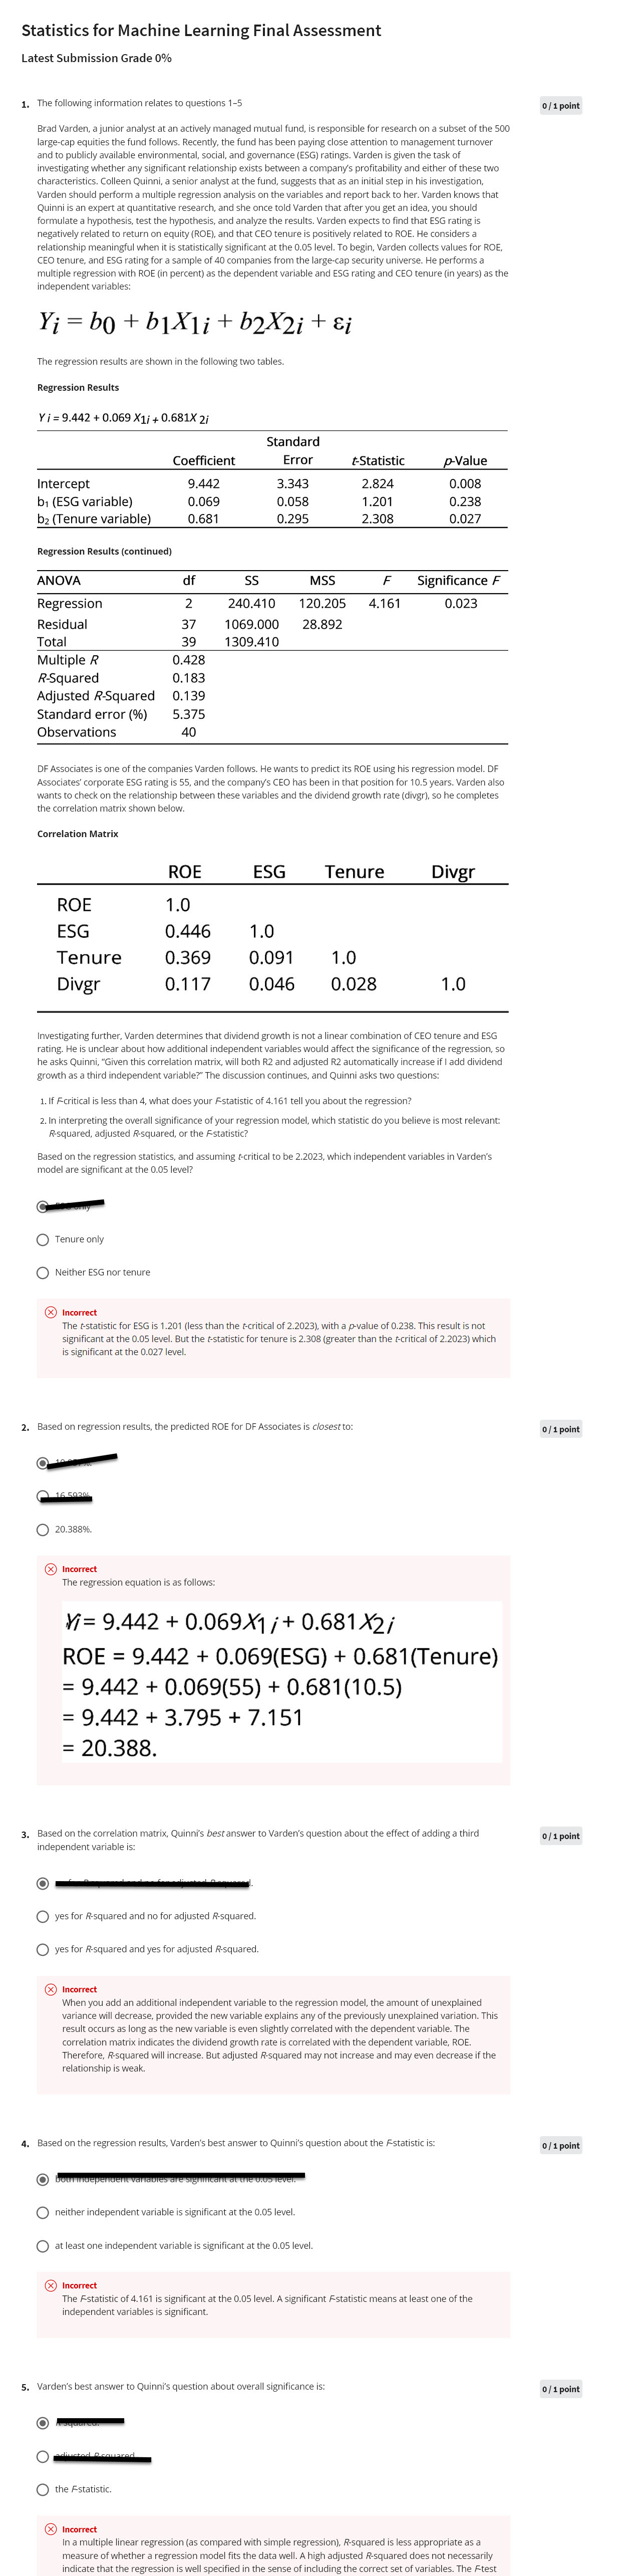 Statistics for Machine Learning Final Assessment
Latest Submission Grade 0%
1. The following information relates to questions 1–5
0 / 1 point
Brad Varden, a junior analyst at an actively managed mutual fund, is responsible for research on a subset of the 500
large-cap equities the fund follows. Recently, the fund has been paying close attention to management turnover
and to publicly available environmental, social, and governance (ESG) ratings. Varden is given the task of
investigating whether any significant relationship exists between a company's profitability and either of these two
characteristics. Colleen Quinni, a senior analyst at the fund, suggests that as an initial step in his investigation,
Varden should perform a multiple regression analysis on the variables and report back to her. Varden knows that
Quinni is an expert at quantitative research, and she once told Varden that after you get an idea, you should
formulate a hypothesis, test the hypothesis, and analyze the results. Varden expects to find that ESG rating is
negatively related to return on equity (ROE), and that CEO tenure is positively related to ROE. He considers a
relationship meaningful when it is statistically significant at the 0.05 level. To begin, Varden collects values for ROE,
CEO tenure, and ESG rating for a sample of 40 companies from the large-cap security universe. He performs a
multiple regression with ROE (in percent) as the dependent variable and ESG rating and CEO tenure (in years) as the
independent variables:
Yi = b0 + b1X1i + b2X2i + εi
The regression results are shown in the following two tables.
Regression Results
Y i = 9.442 + 0.069 X1i + 0.681X 2i
Standard
Coefficient Error t-Statistic p-Value
Intercept 9.442 3.343 2.824 0.008
b1 (ESG variable) 0.069 0.058 1.201 0.238
b2 (Tenure variable) 0.681 0.295 2.308 0.027
Regression Results (continued)
ANOVA df SS MSS F Significance F
Regression 2 240.410 120.205 4.161 0.023
Residual 37 1069.000 28.892
Total 39 1309.410
Multiple R 0.428
R-Squared 0.183
Adjusted R-Squared 0.139
Standard error (%) 5.375
Observations 40
DF Associates is one of the companies Varden follows. He wants to predict its ROE using his regression model. DF
Associates' corporate ESG rating is 55, and the company's CEO has been in that position for 10.5 years. Varden also
wants to check on the relationship between these variables and the dividend growth rate (divgr), so he completes
the correlation matrix shown below.
Correlation Matrix
ROE ESG Tenure Divgr
ROE 1.0
ESG 0.446 1.0
Tenure 0.369 0.091 1.0
Divgr 0.117 0.046 0.028 1.0
Investigating further, Varden determines that dividend growth is not a linear combination of CEO tenure and ESG
rating. He is unclear about how additional independent variables would affect the significance of the regression, so
he asks Quinni, "Given this correlation matrix, will both R2 and adjusted R2 automatically increase if I add dividend
growth as a third independent variable?" The discussion continues, and Quinni asks two questions:
1. If F-critical is less than 4, what does your F-statistic of 4.161 tell you about the regression?
2. In interpreting the overall significance of your regression model, which statistic do you believe is most relevant:
R-squared, adjusted R-squared, or the F-statistic?
Based on the regression statistics, and assuming t-critical to be 2.2023, which independent variables in Varden's
model are significant at the 0.05 level?
Tenure only
Neither ESG nor tenure
Incorrect
The t-statistic for ESG is 1.201 (less than the t-critical of 2.2023), with a p-value of 0.238. This result is not
significant at the 0.05 level. But the t-statistic for tenure is 2.308 (greater than the t-critical of 2.2023) which
is significant at the 0.027 level.
2. Based on regression results, the predicted ROE for DF Associates is closest to:
0 / 1 point
16.593%.
20.388%.
Incorrect
The regression equation is as follows:
Yi = 9.442 + 0.069X1i + 0.681X2i
ROE = 9.442 + 0.069(ESG) + 0.681(Tenure)
= 9.442 + 0.069(55) + 0.681(10.5)
= 9.442 + 3.795 + 7.151
= 20.388.
3. Based on the correlation matrix, Quinni's best answer to Varden's question about the effect of adding a third
independent variable is:
0 / 1 point
yes for R-squared and no for adjusted R-squared.
yes for R-squared and yes for adjusted R-squared.
Incorrect
When you add an additional independent variable to the regression model, the amount of unexplained
variance will decrease, provided the new variable explains any of the previously unexplained variation. This
result occurs as long as the new variable is even slightly correlated with the dependent variable. The
correlation matrix indicates the dividend growth rate is correlated with the dependent variable, ROE.
Therefore, R-squared will increase. But adjusted R-squared may not increase and may even decrease if the
relationship is weak.
4. Based on the regression results, Varden's best answer to Quinni's question about the F-statistic is:
0 / 1 point
both independent variables are significant at the 0.05 level.
neither independent variable is significant at the 0.05 level.
at least one independent variable is significant at the 0.05 level.
Incorrect
The F-statistic of 4.161 is significant at the 0.05 level. A significant F-statistic means at least one of the
independent variables is significant.
5. Varden's best answer to Quinni's question about overall significance is:
0 / 1 point
R-squared.
adjusted R-squared.
the F-statistic.
Incorrect
In a multiple linear regression (as compared with simple regression), R-squared is less appropriate as a
measure of whether a regression model fits the data well. A high adjusted R-squared does not necessarily
indicate that the regression is well specified in the sense of including the correct set of variables. The F-test